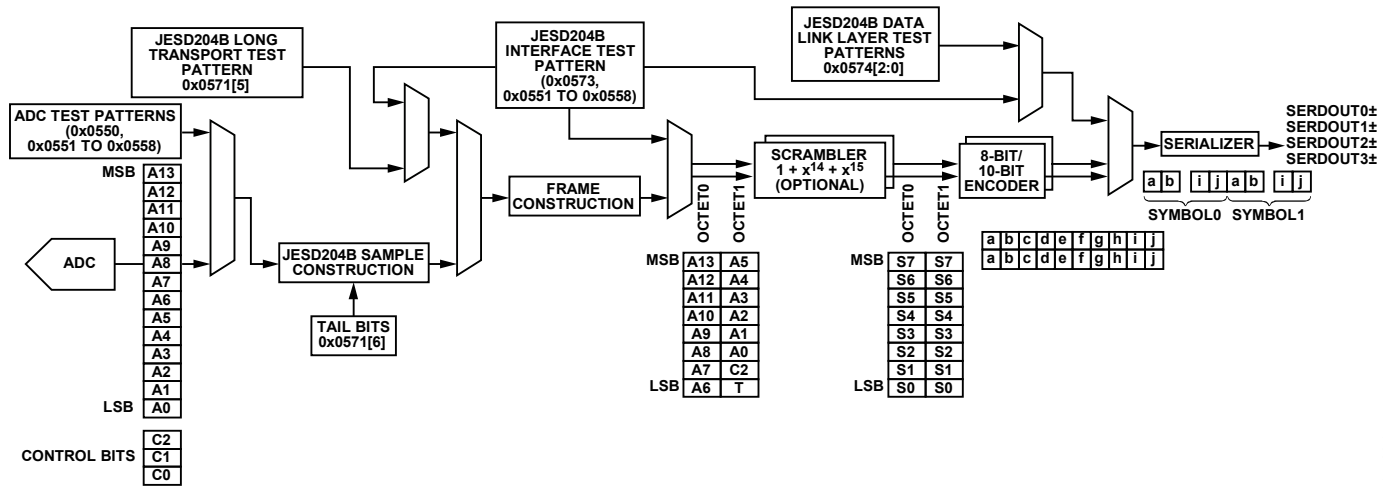 JESD204B LONG
TRANSPORT TEST
PATTERN
0x0571[5]
JESD204B
INTERFACE TEST
PATTERN
(0x0573,
0x0551 TO 0x0558)
JESD204B DATA
LINK LAYER TEST
PATTERNS
0x0574[2:0]
ADC TEST PATTERNS
(0x0550,
0x0551 TO 0x0558)
MSB A13
A12
A11
A10
A9
A8
A7
A6
A5
A4
A3
A2
A1
LSB A0
CONTROL BITS
C2
C1
C0
ADC
JESD204B SAMPLE
CONSTRUCTION
TAIL BITS
0x0571[6]
FRAME
CONSTRUCTION
OCTET0
OCTET1
MSB A13 A5
A12 A4
A11 A3
A10 A2
A9 A1
A8 A0
A7 C2
LSB A6 T
SCRAMBLER
1 + x14 + x15
(OPTIONAL)
OCTET0
OCTET1
MSB S7 S7
S6 S6
S5 S5
S4 S4
S3 S3
S2 S2
S1 S1
LSB S0 S0
8-BIT/
10-BIT
ENCODER
a b c d e f g h i j
a b c d e f g h i j
SERIALIZER
SERDOUT0±
SERDOUT1±
SERDOUT2±
SERDOUT3±
a b i j a b i j
SYMBOL0 SYMBOL1